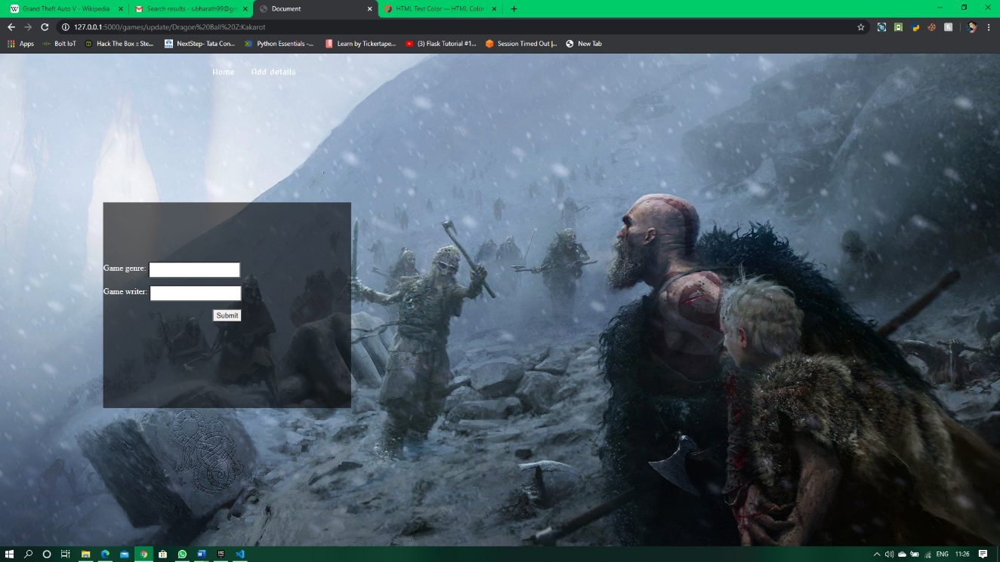 Grand Theft Auto V - Wikipedia
Search results - s.bharath99@gm
Document
HTML Text Color — HTML Color
127.0.0.1:5000/games/update/Dragon%20Ball%20Z:Kakarot
Apps
Bolt IoT
Hack The Box :: Ste...
NextStep- Tata Con...
Python Essentials -...
Learn by Tickertape...
(3) Flask Tutorial #1...
Session Timed Out |...
New Tab
Home
Add details
Game genre:
Game writer:
Submit
ENG
11:26